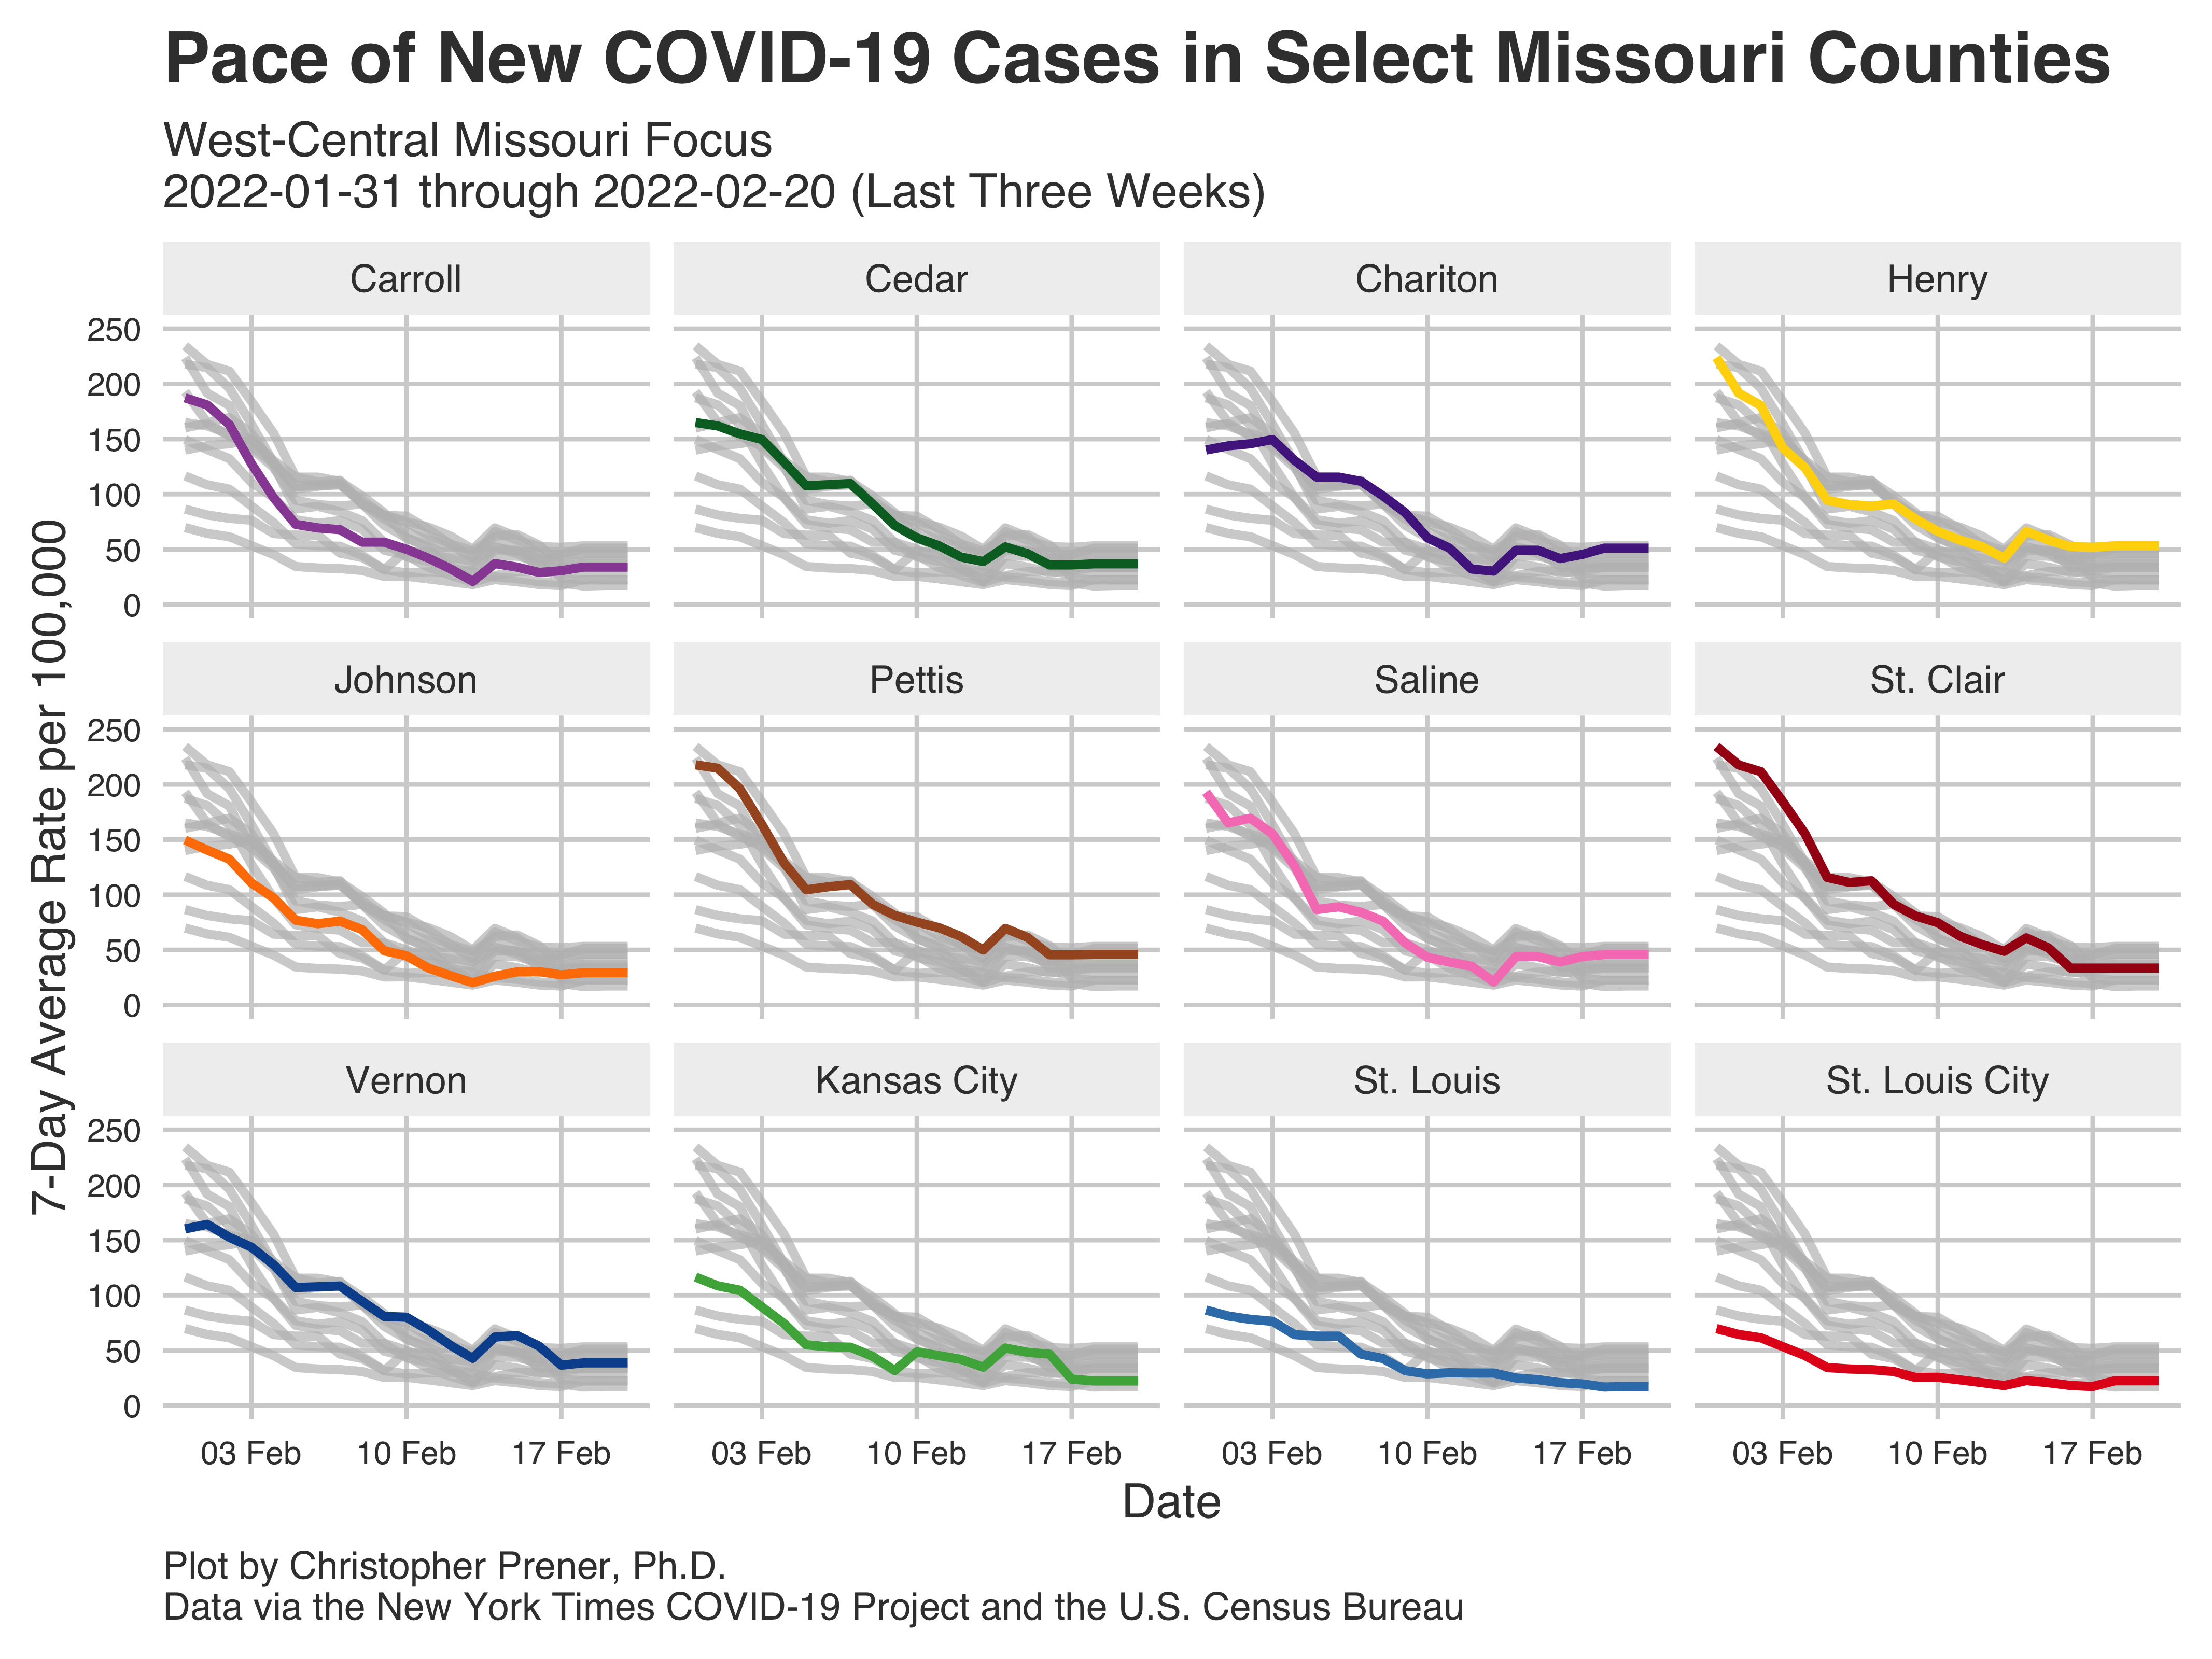 Pace of New COVID-19 Cases in Select Missouri Counties
West-Central Missouri Focus
2022-01-31 through 2022-02-20 (Last Three Weeks)
7-Day Average Rate per 100,000
Carroll Cedar Chariton Henry
250
200
150
100
50
0
Johnson Pettis Saline St. Clair
250
200
150
100
50
0
Vernon Kansas City St. Louis St. Louis City
250
200
150
100
50
0
03 Feb 10 Feb 17 Feb 03 Feb 10 Feb 17 Feb 03 Feb 10 Feb 17 Feb 03 Feb 10 Feb 17 Feb
Date
Plot by Christopher Prener, Ph.D.
Data via the New York Times COVID-19 Project and the U.S. Census Bureau